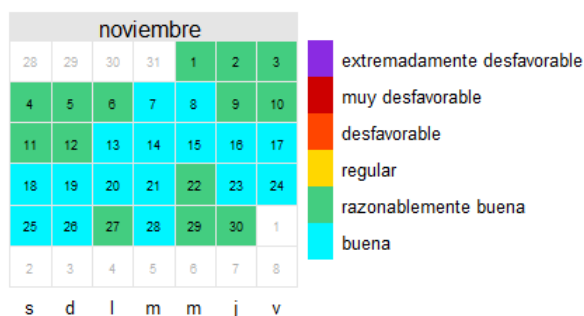 noviembre
28 29 30 31 1 2 3
4 5 6 7 8 9 10
11 12 13 14 15 16 17
18 19 20 21 22 23 24
25 26 27 28 29 30 1
2 3 4 5 6 7 8
s d l m m j v
extremadamente desfavorable
muy desfavorable
desfavorable
regular
razonablemente buena
buena